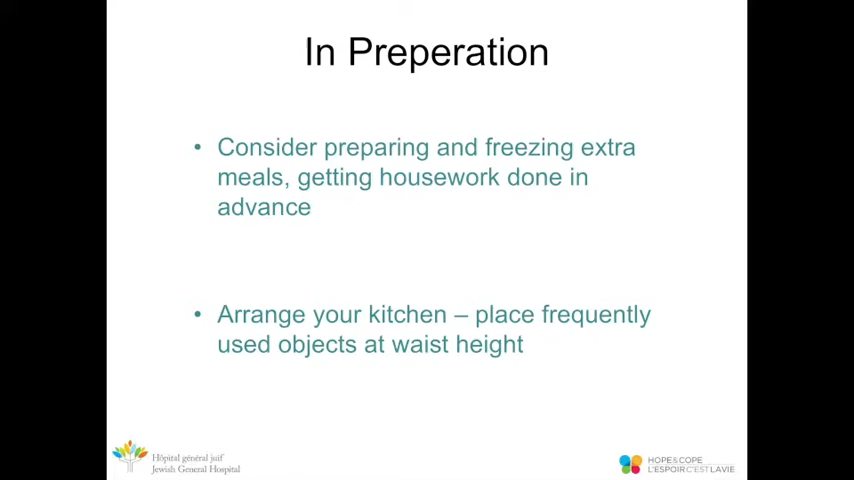 In Preperation
• Consider preparing and freezing extra
meals, getting housework done in
advance
• Arrange your kitchen – place frequently
used objects at waist height
Hôpital général juif
Jewish General Hospital
HOPE&COPE
L'ESPOIR C'EST LA VIE